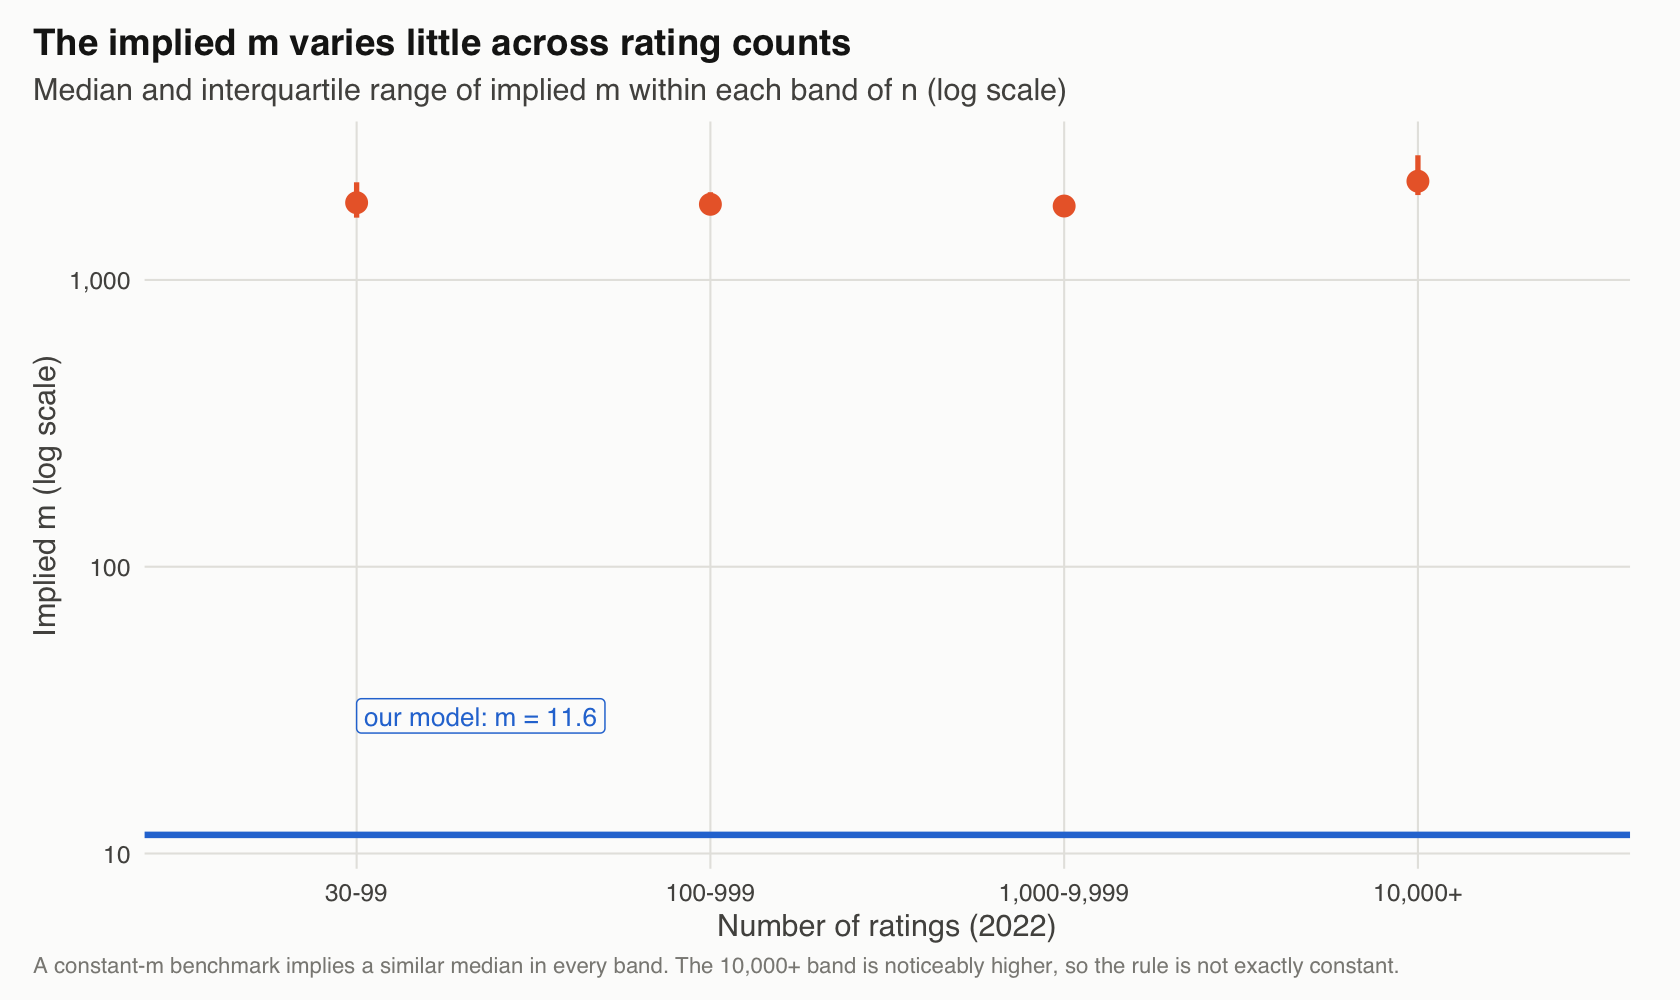 The implied m varies little across rating counts
Median and interquartile range of implied m within each band of n (log scale)
Implied m (log scale)
1,000
100
10
our model: m = 11.6
30-99
100-999
1,000-9,999
10,000+
Number of ratings (2022)
A constant-m benchmark implies a similar median in every band. The 10,000+ band is noticeably higher, so the rule is not exactly constant.